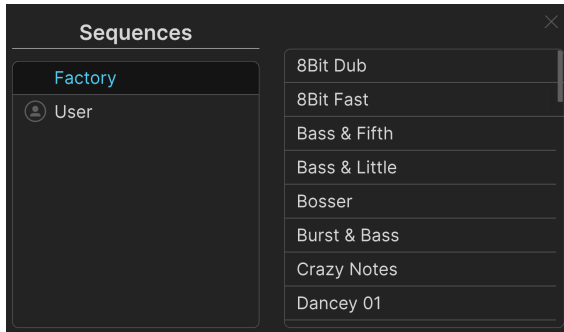 Sequences
Factory
User
8Bit Dub
8Bit Fast
Bass & Fifth
Bass & Little
Bosser
Burst & Bass
Crazy Notes
Dancey 01